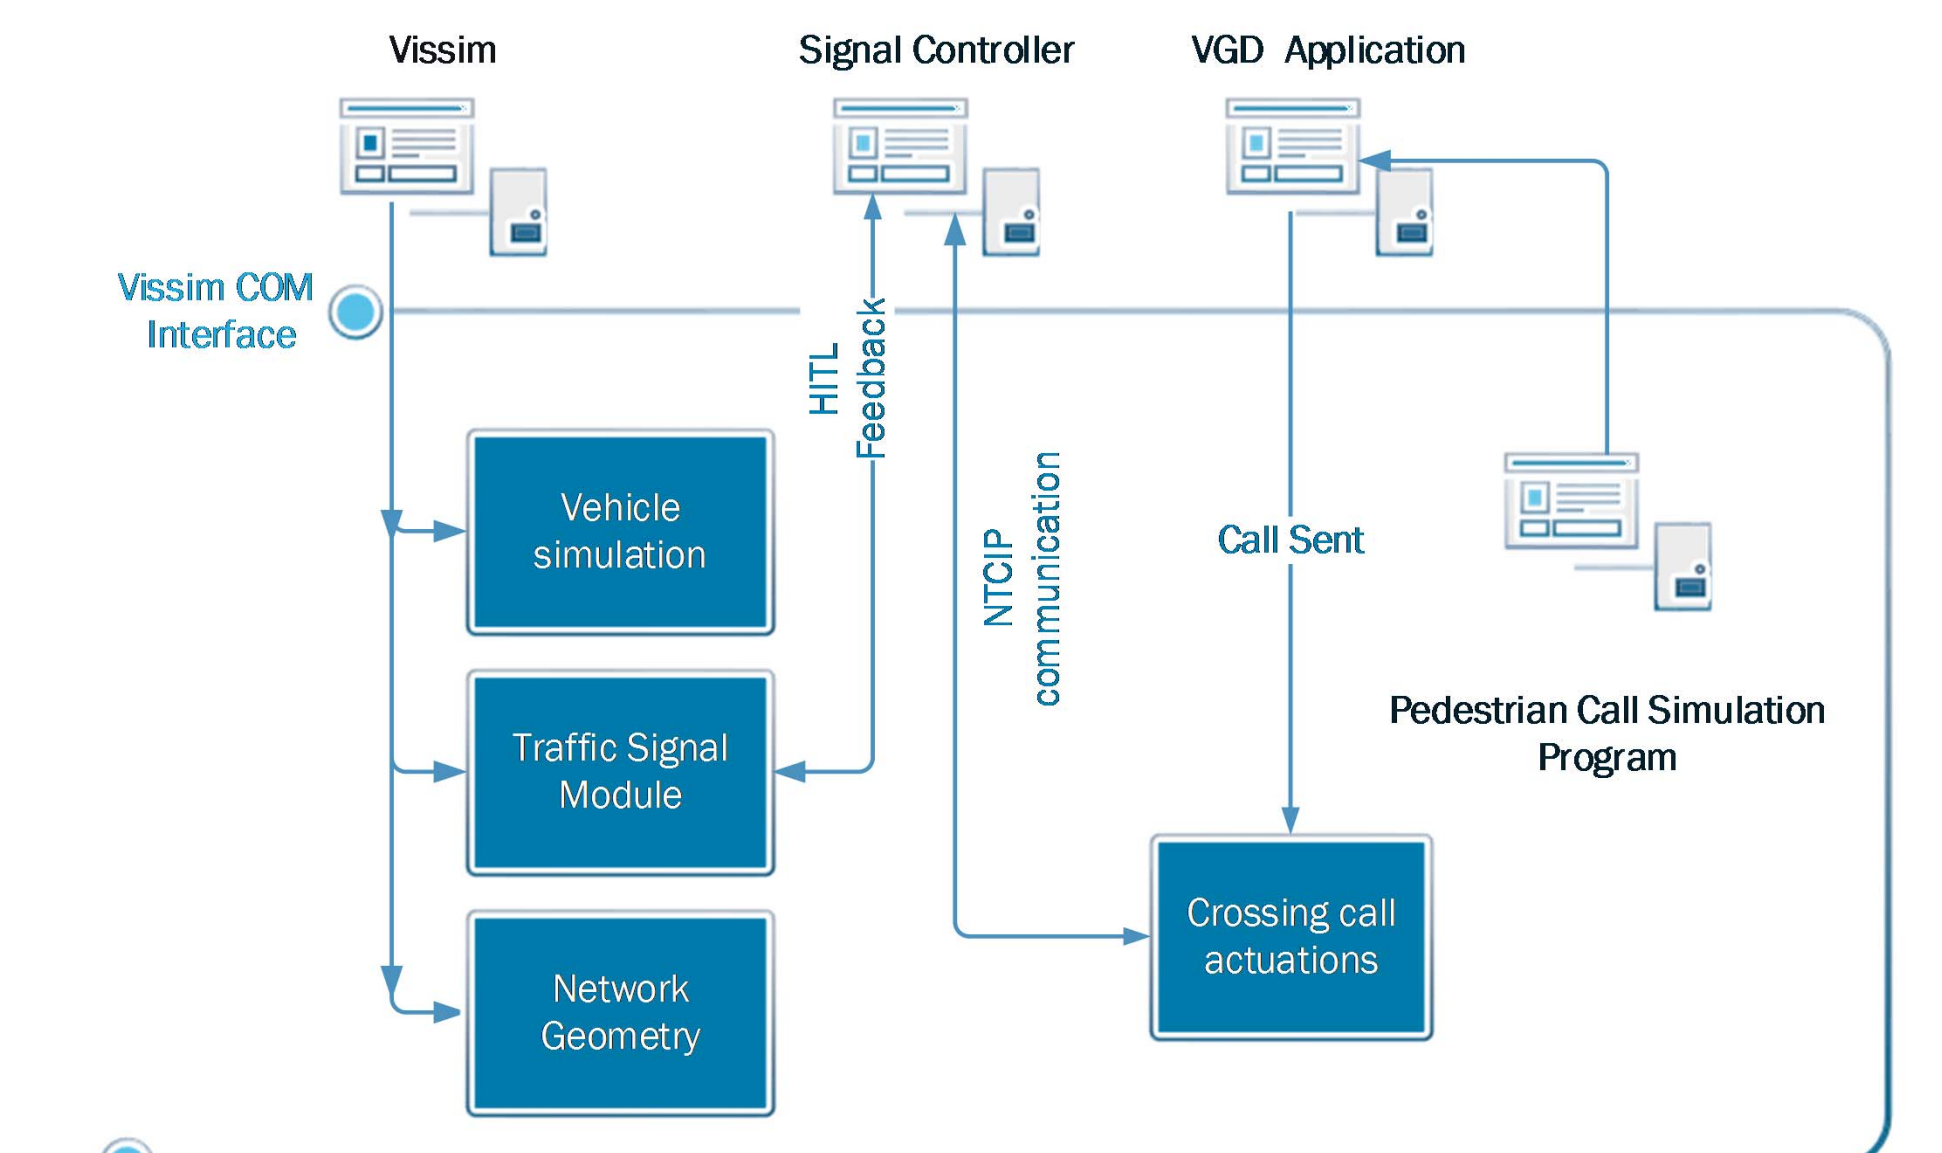 Vissim
Signal Controller
VGD Application
Vissim COM
Interface
HITL
Feedback
Vehicle
simulation
NTCIP
communication
Call Sent
Traffic Signal
Module
Pedestrian Call Simulation
Program
Crossing call
actuations
Network
Geometry